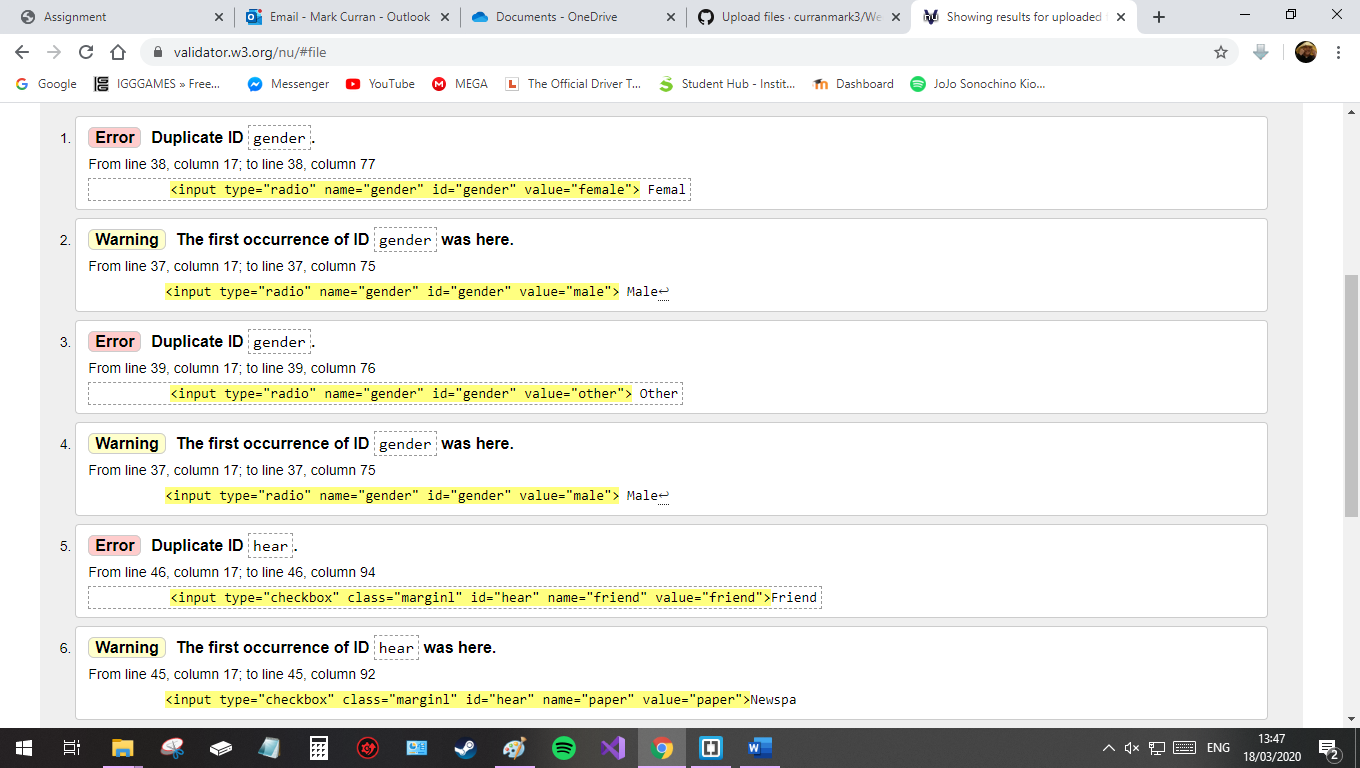 Assignment
Email - Mark Curran - Outlook
Documents - OneDrive
Upload files · curranmark3/We
Showing results for uploaded
validator.w3.org/nu/#file
Google
IGGGAMES » Free...
Messenger
YouTube
MEGA
The Official Driver T...
Student Hub - Instit...
Dashboard
JoJo Sonochino Kio...
1. Error Duplicate ID gender.
From line 38, column 17; to line 38, column 77
<input type="radio" name="gender" id="gender" value="female"> Femal
2. Warning The first occurrence of ID gender was here.
From line 37, column 17; to line 37, column 75
<input type="radio" name="gender" id="gender" value="male"> Male↩
3. Error Duplicate ID gender.
From line 39, column 17; to line 39, column 76
<input type="radio" name="gender" id="gender" value="other"> Other
4. Warning The first occurrence of ID gender was here.
From line 37, column 17; to line 37, column 75
<input type="radio" name="gender" id="gender" value="male"> Male↩
5. Error Duplicate ID hear.
From line 46, column 17; to line 46, column 94
<input type="checkbox" class="marginl" id="hear" name="friend" value="friend">Friend
6. Warning The first occurrence of ID hear was here.
From line 45, column 17; to line 45, column 92
<input type="checkbox" class="marginl" id="hear" name="paper" value="paper">Newspa
ENG
13:47
18/03/2020
2